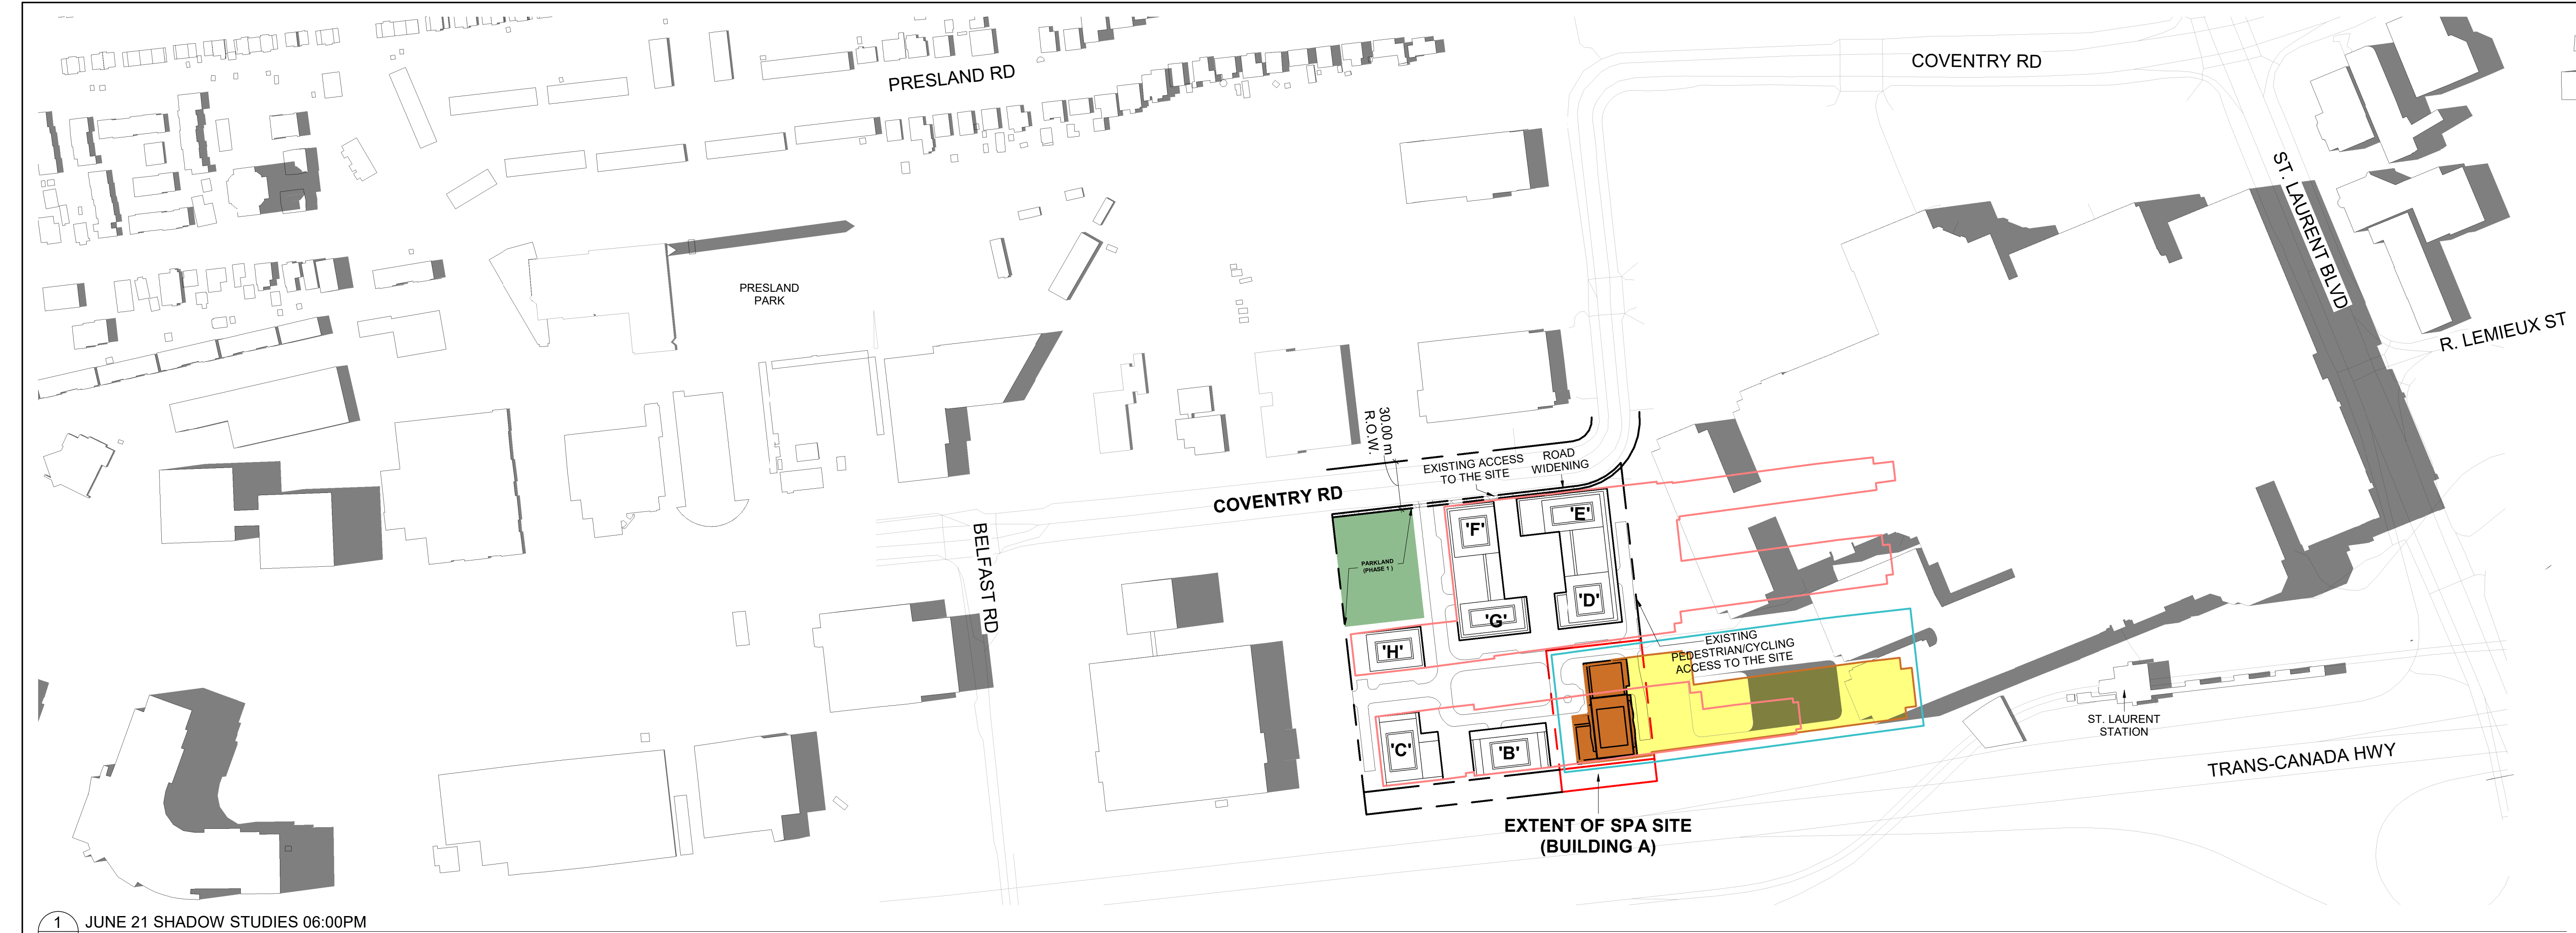 COVENTRY RD
PRESLAND RD
ST. LAURENT BLVD
PRESLAND
PARK
R. LEMIEUX ST
30.00 m
R.O.W.
EXISTING ACCESS
TO THE SITE
ROAD
WIDENING
COVENTRY RD
BELFAST RD
'F'
'E'
PARKLAND
(PHASE 1 )
'D'
'G'
'H'
EXISTING
PEDESTRIAN/CYCLING
ACCESS TO THE SITE
'C'
'B'
ST. LAURENT
STATION
TRANS-CANADA HWY
EXTENT OF SPA SITE
(BUILDING A)
1
JUNE 21 SHADOW STUDIES 06:00PM